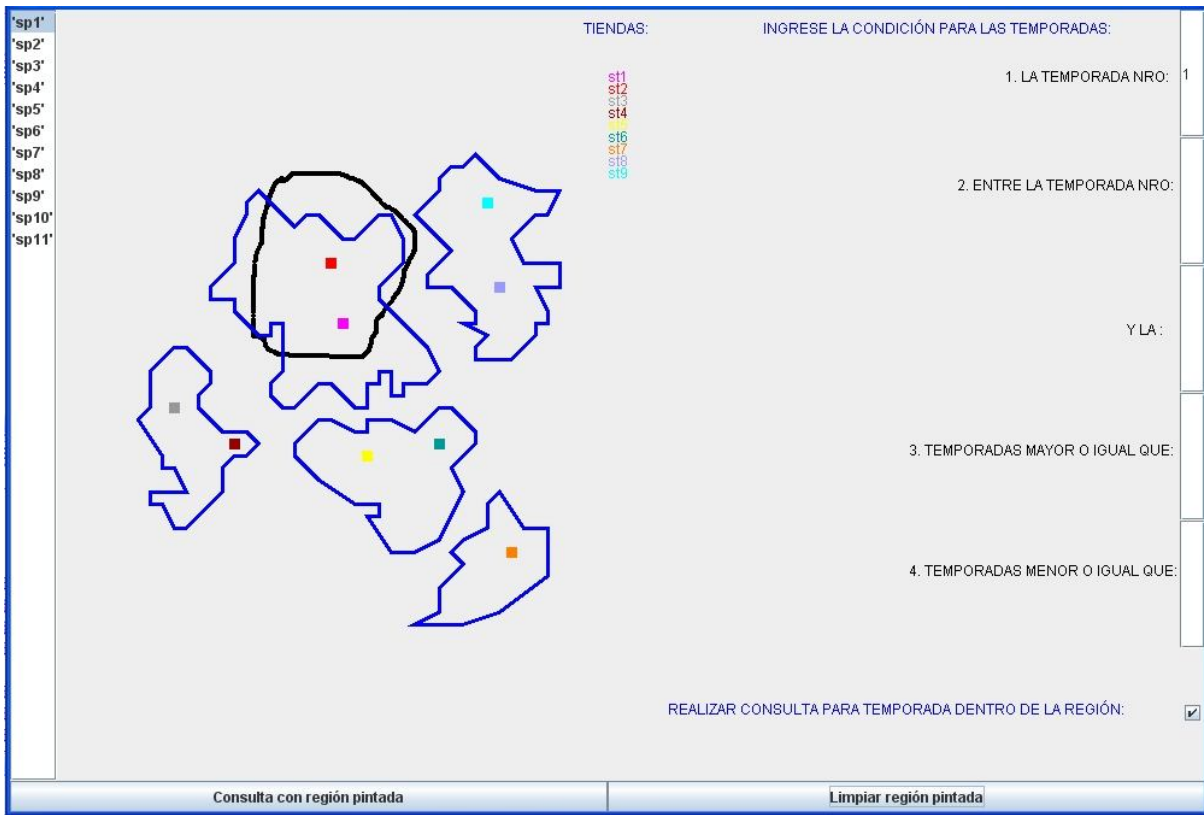 'sp1'
'sp2'
'sp3'
'sp4'
'sp5'
'sp6'
'sp7'
'sp8'
'sp9'
'sp10'
'sp11'
TIENDAS:
st1
st2
st3
st4
st5
st6
st7
st8
st9
INGRESE LA CONDICIÓN PARA LAS TEMPORADAS:
1. LA TEMPORADA NRO: 1
2. ENTRE LA TEMPORADA NRO:
Y LA :
3. TEMPORADAS MAYOR O IGUAL QUE:
4. TEMPORADAS MENOR O IGUAL QUE:
REALIZAR CONSULTA PARA TEMPORADA DENTRO DE LA REGIÓN:
Consulta con región pintada
Limpiar región pintada